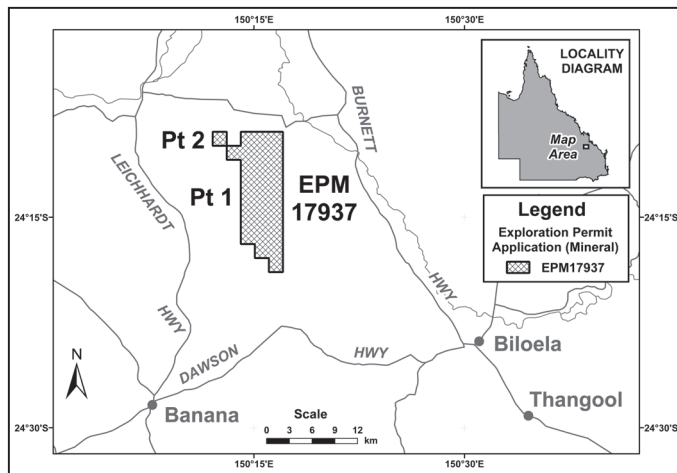 150°15'E
150°30'E
LOCALITY
DIAGRAM
Map
Area
BURNETT
Pt 2
LEICHHARDT
Pt 1
EPM
17937
24°15'S
24°15'S
Legend
Exploration Permit
Application (Mineral)
EPM17937
HWY
HWY
Biloela
DAWSON
HWY
N
Banana
Thangool
Scale
0 3 6 9 12
km
24°30'S
24°30'S
150°15'E
150°30'E